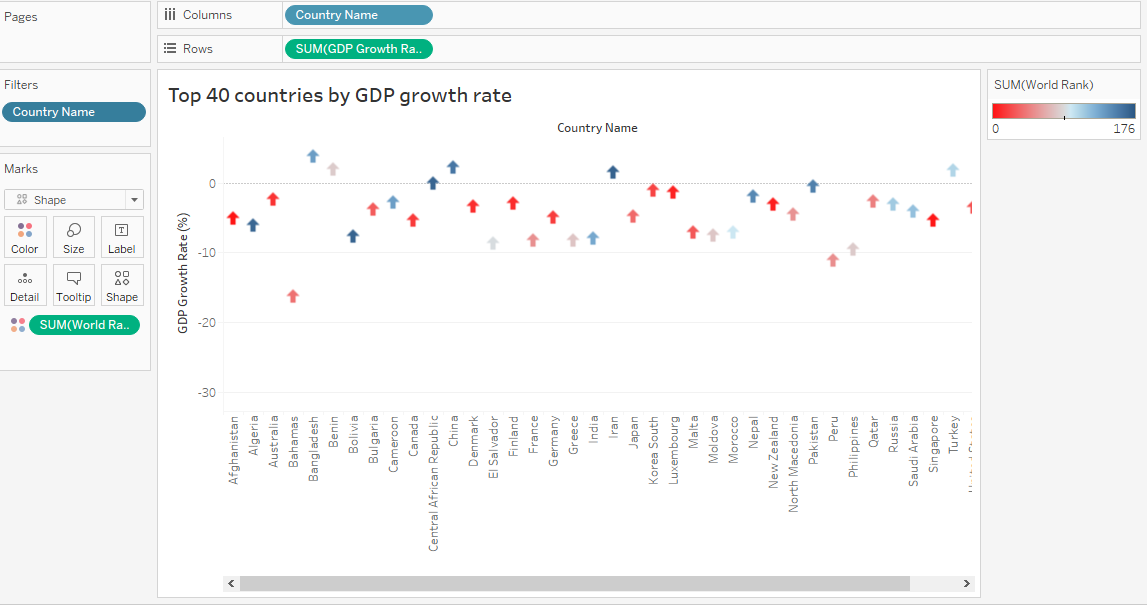 Pages
Columns
Country Name
Rows
SUM(GDP Growth Ra..
Filters
Country Name
Marks
Shape
Color
Size
Label
Detail
Tooltip
Shape
SUM(World Ra..
Top 40 countries by GDP growth rate
Country Name
GDP Growth Rate (%)
0
-10
-20
-30
Afghanistan
Algeria
Australia
Bahamas
Bangladesh
Benin
Bolivia
Bulgaria
Cameroon
Canada
Central African Republic
China
Denmark
El Salvador
Finland
France
Germany
Greece
India
Iran
Japan
Korea South
Luxembourg
Malta
Moldova
Morocco
Nepal
New Zealand
North Macedonia
Pakistan
Peru
Philippines
Qatar
Russia
Saudi Arabia
Singapore
Turkey
SUM(World Rank)
0
176